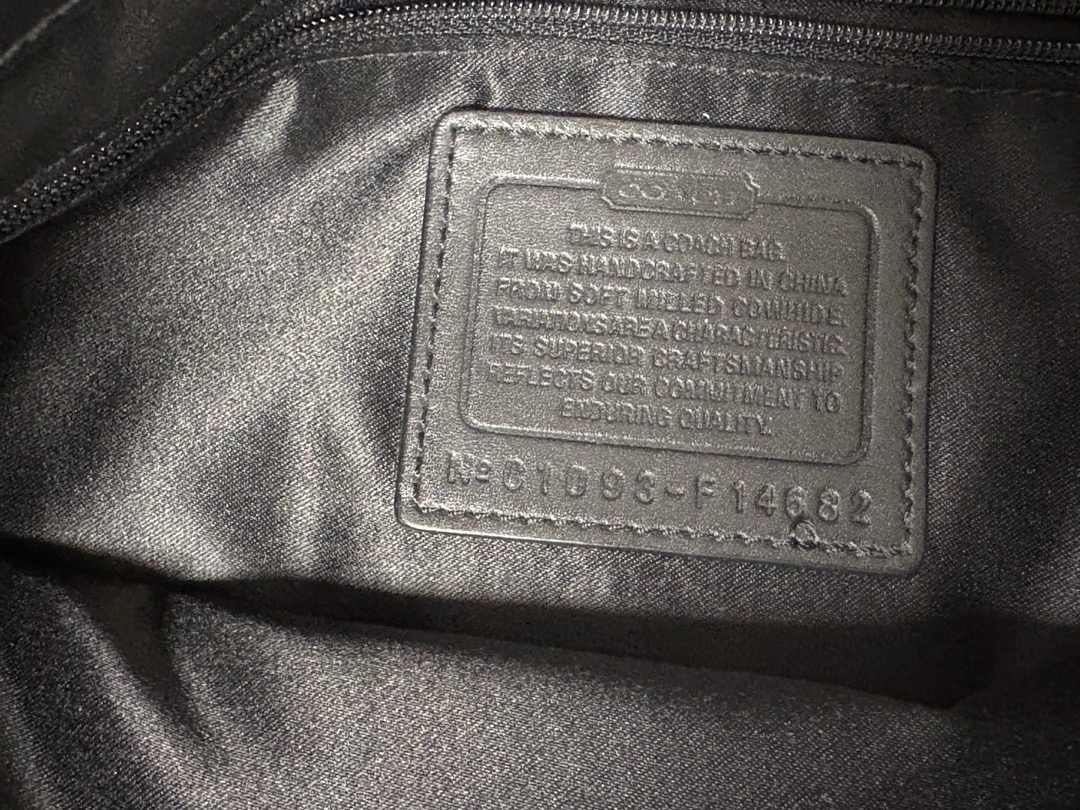 COACH
THIS IS A COACH BAG.
IT WAS HANDCRAFTED IN CHINA
FROM SOFT MILLED COWHIDE.
VARIATIONS ARE A CHARACTERISTIC.
ITS SUPERIOR CRAFTSMANSHIP
REFLECTS OUR COMMITMENT TO
ENDURING QUALITY.
Nº C1093-F14682